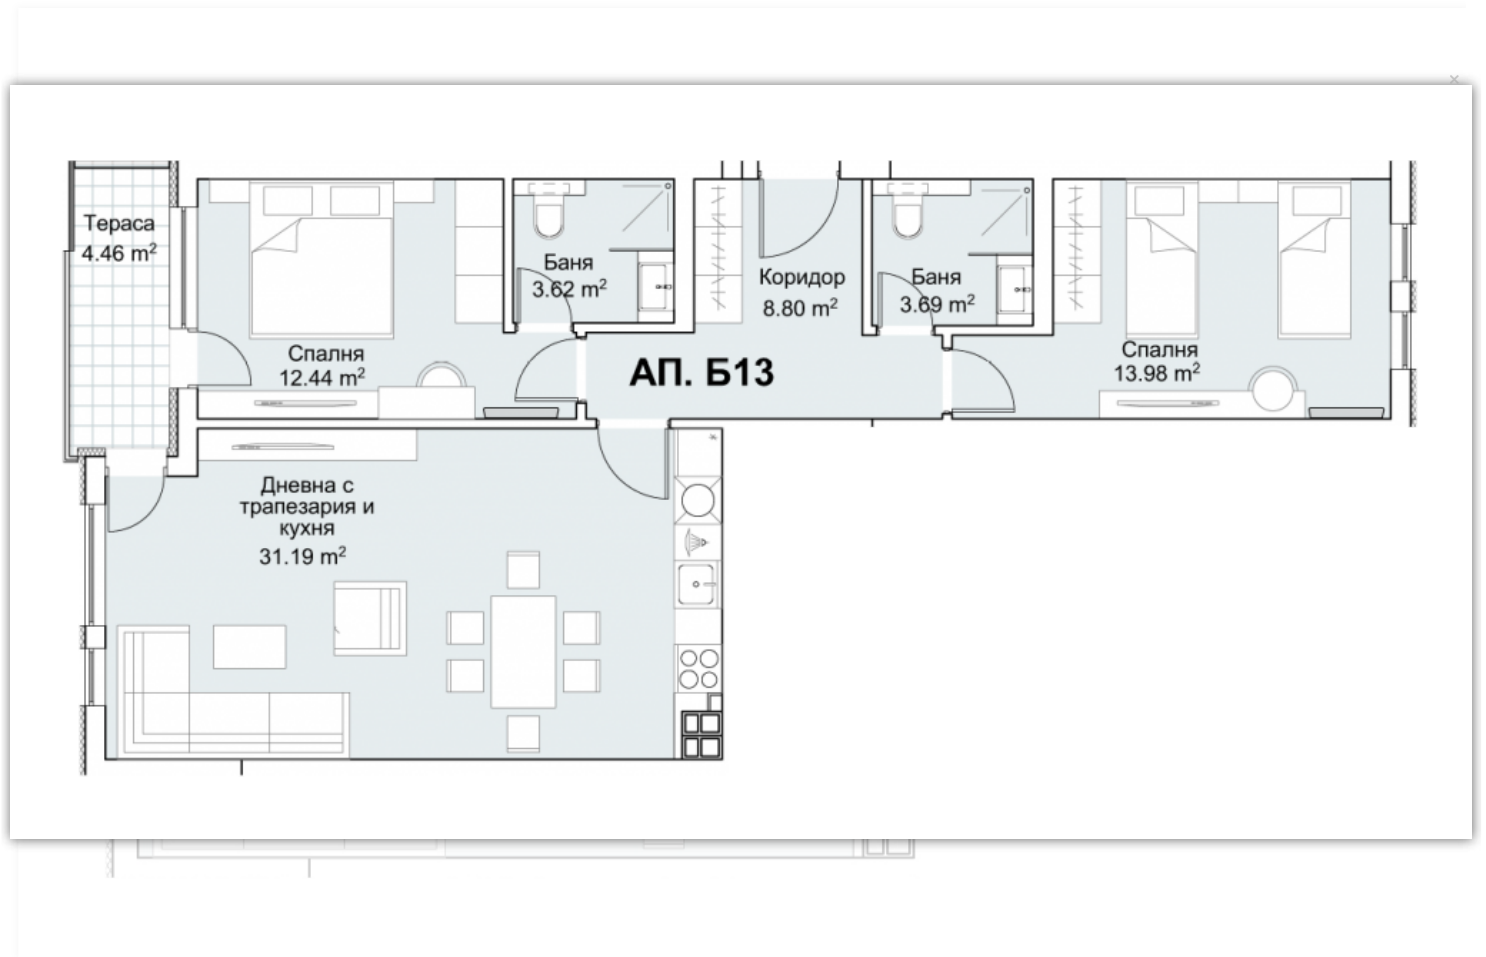 Тераса
4.46 m²
Баня
3.62 m²
Коридор
8.80 m²
Баня
3.69 m²
Спалня
12.44 m²
АП. Б13
Спалня
13.98 m²
Дневна с
трапезария и
кухня
31.19 m²